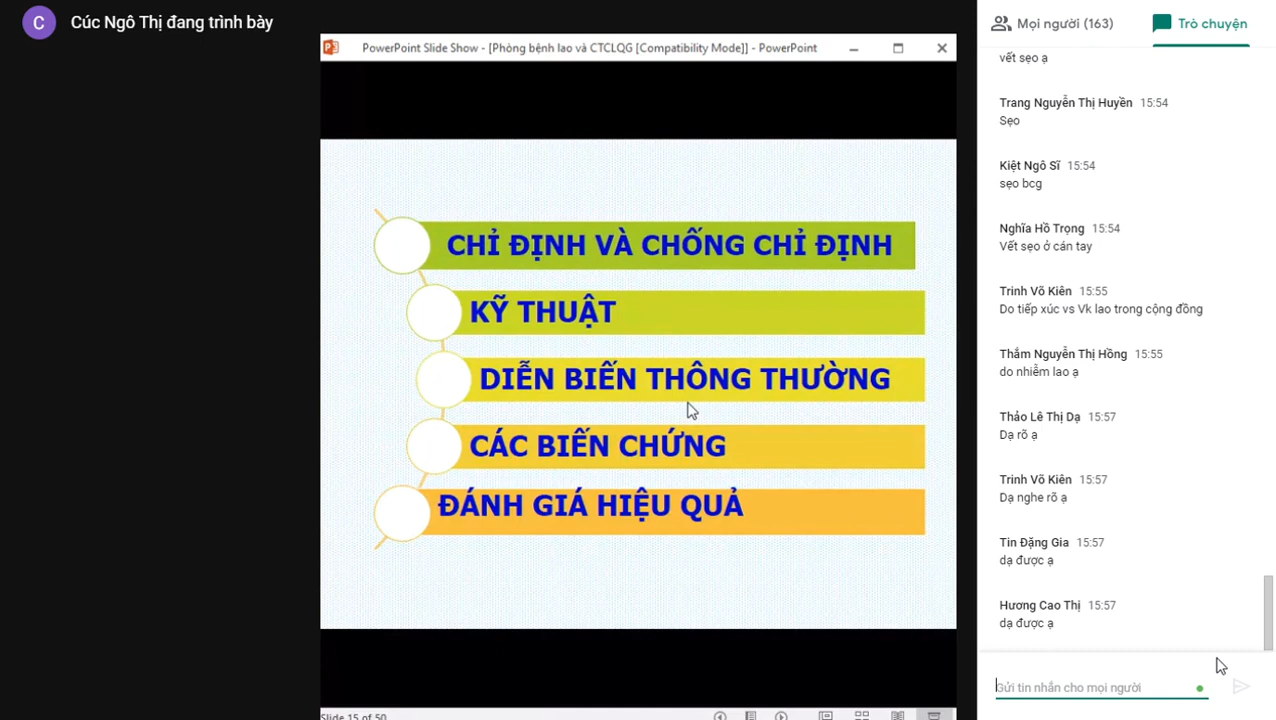 C
Cúc Ngô Thị đang trình bày
PowerPoint Slide Show - [Phòng bệnh lao và CTCLQG [Compatibility Mode]] - PowerPoint
CHỈ ĐỊNH VÀ CHỐNG CHỈ ĐỊNH
KỸ THUẬT
DIỄN BIẾN THÔNG THƯỜNG
CÁC BIẾN CHỨNG
ĐÁNH GIÁ HIỆU QUẢ
Slide 15 of 50
Mọi người (163)
Trò chuyện
vết sẹo ạ
Trang Nguyễn Thị Huyền 15:54
Sẹo
Kiệt Ngô Sĩ 15:54
sẹo bcg
Nghĩa Hồ Trọng 15:54
Vết sẹo ở cán tay
Trinh Võ Kiên 15:55
Do tiếp xúc vs Vk lao trong cộng đồng
Thắm Nguyễn Thị Hồng 15:55
do nhiễm lao ạ
Thảo Lê Thị Dạ 15:57
Dạ rõ ạ
Trinh Võ Kiên 15:57
Dạ nghe rõ ạ
Tin Đặng Gia 15:57
dạ được ạ
Hương Cao Thị 15:57
dạ được ạ
Gửi tin nhắn cho mọi người